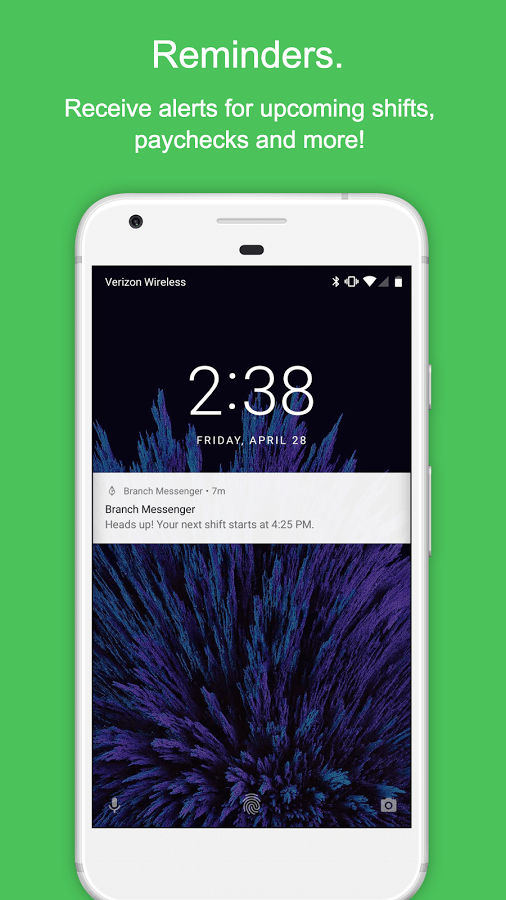 Reminders.
Receive alerts for upcoming shifts,
paychecks and more!
Verizon Wireless
2:38
FRIDAY, APRIL 28
Branch Messenger • 7m
Branch Messenger
Heads up! Your next shift starts at 4:25 PM.